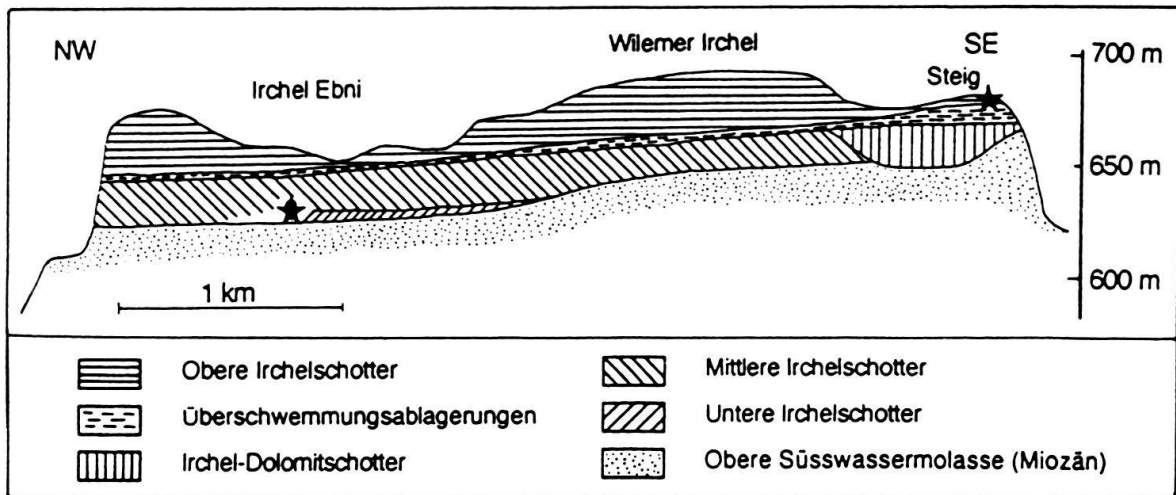 NW
Wilemer Irchel
SE
700 m
Irchel Ebni
Steig
650 m
600 m
1 km
Obere Irchelschotter
Mittlere Irchelschotter
Überschwemmungsablagerungen
Untere Irchelschotter
Irchel-Dolomitschotter
Obere Süsswassermolasse (Miozän)